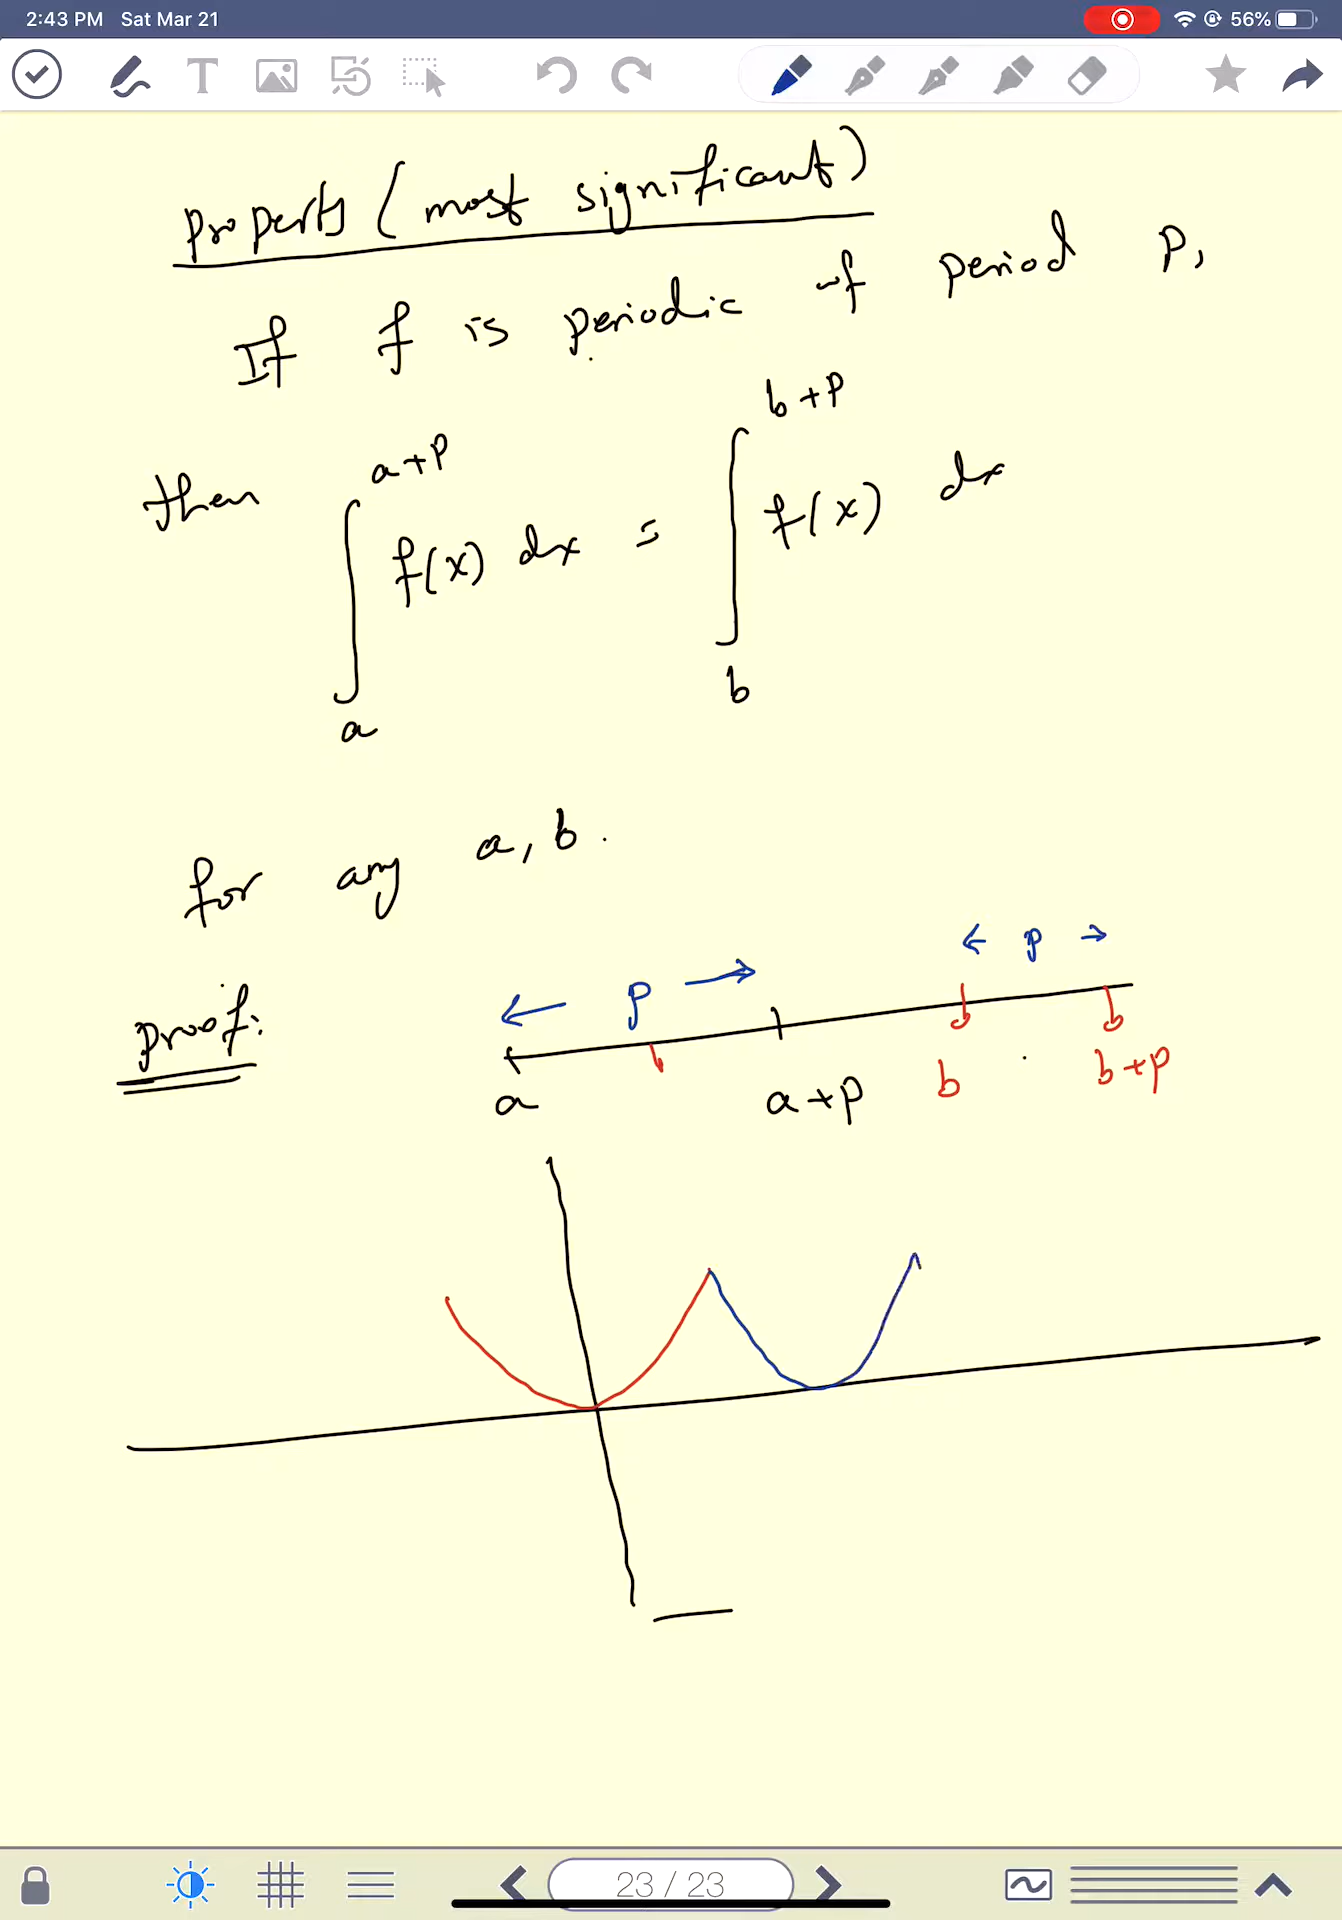 2:43 PM Sat Mar 21 56%
Property (most significant)
If f is periodic of period P,
then ∫_a^{a+P} f(x) dx = ∫_b^{b+P} f(x) dx
for any a, b.
Proof:
← P → ← P →
a a+P b b+P
23 / 23